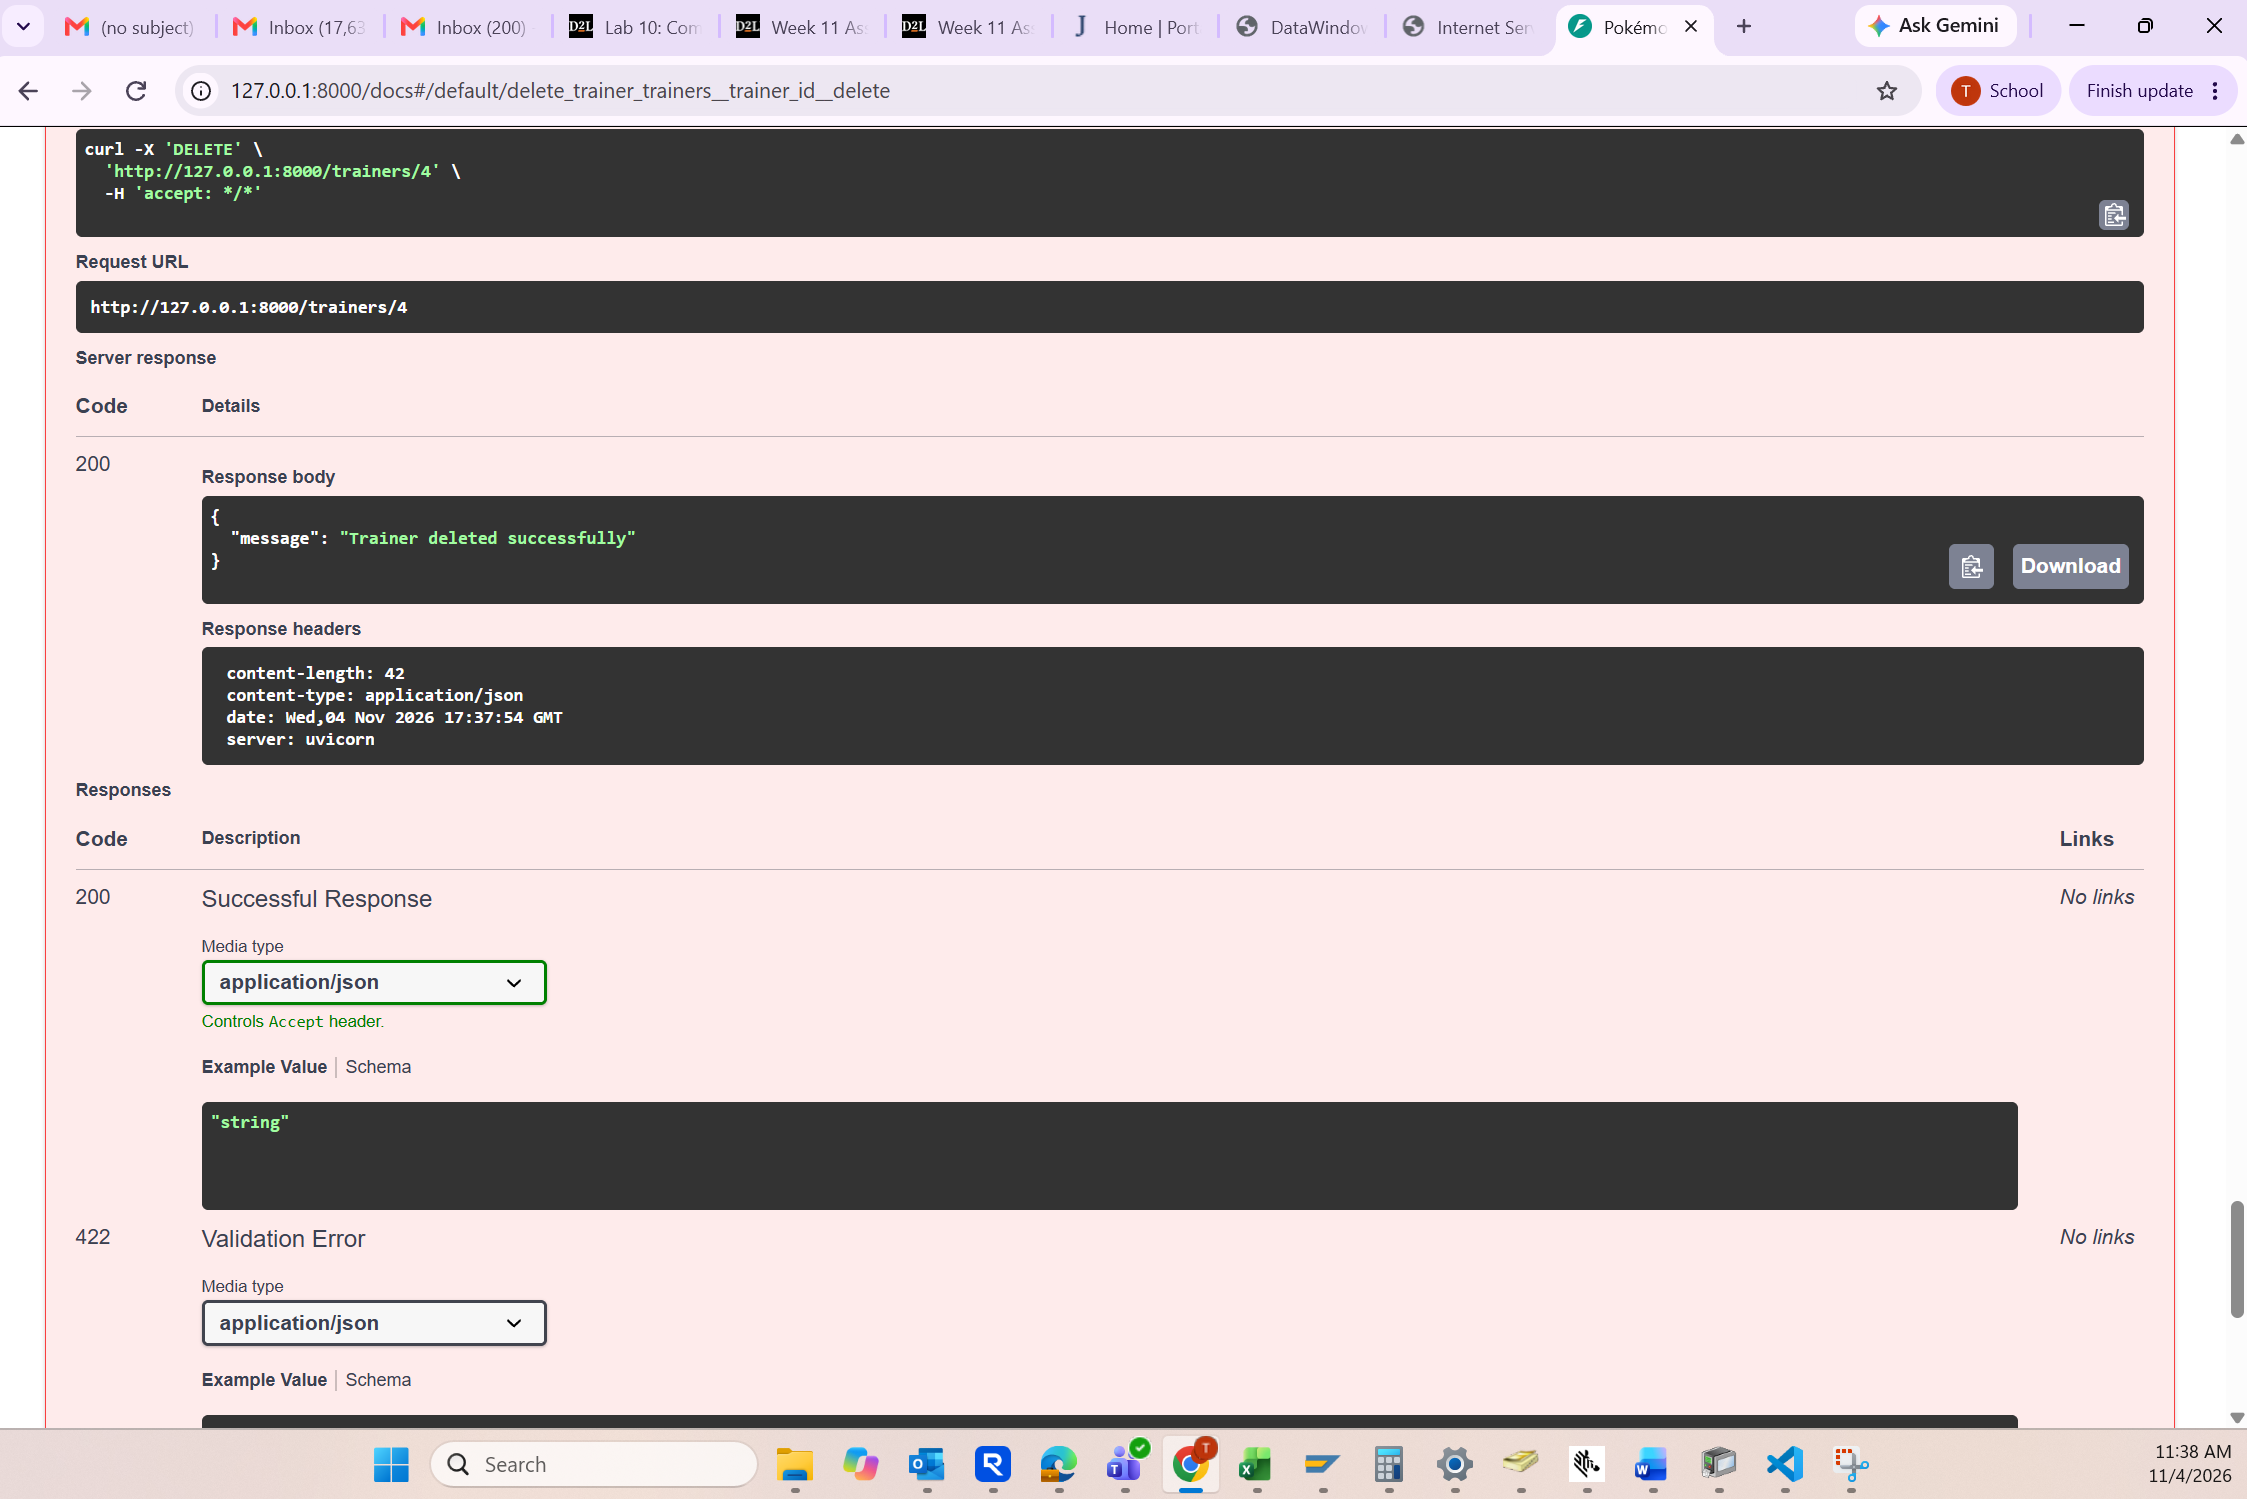 (no subject)
Inbox (17,63
Inbox (200)
Lab 10: Com
Week 11 As
Week 11 As
Home | Port
DataWindow
Internet Ser
Pokémo
Ask Gemini
127.0.0.1:8000/docs#/default/delete_trainer_trainers__trainer_id__delete
T School
Finish update
curl -X 'DELETE' \
'http://127.0.0.1:8000/trainers/4' \
-H 'accept: */*'
Request URL
http://127.0.0.1:8000/trainers/4
Server response
Code Details
200
Response body
{
"message": "Trainer deleted successfully"
}
Download
Response headers
content-length: 42
content-type: application/json
date: Wed,04 Nov 2026 17:37:54 GMT
server: uvicorn
Responses
Code Description Links
200 Successful Response No links
Media type
application/json
Controls Accept header.
Example Value | Schema
"string"
422 Validation Error No links
Media type
application/json
Example Value | Schema
Search
11:38 AM
11/4/2026